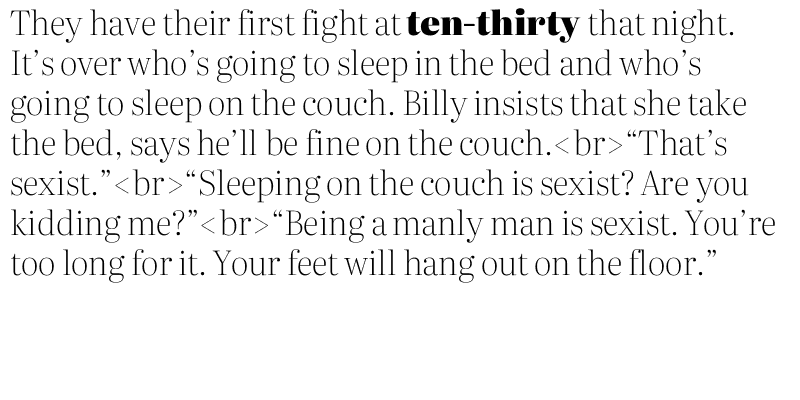 They have their first fight at ten-thirty that night.
It’s over who’s going to sleep in the bed and who’s
going to sleep on the couch. Billy insists that she take
the bed, says he’ll be fine on the couch.<br>“That’s
sexist.”<br>“Sleeping on the couch is sexist? Are you
kidding me?”<br>“Being a manly man is sexist. You’re
too long for it. Your feet will hang out on the floor.”